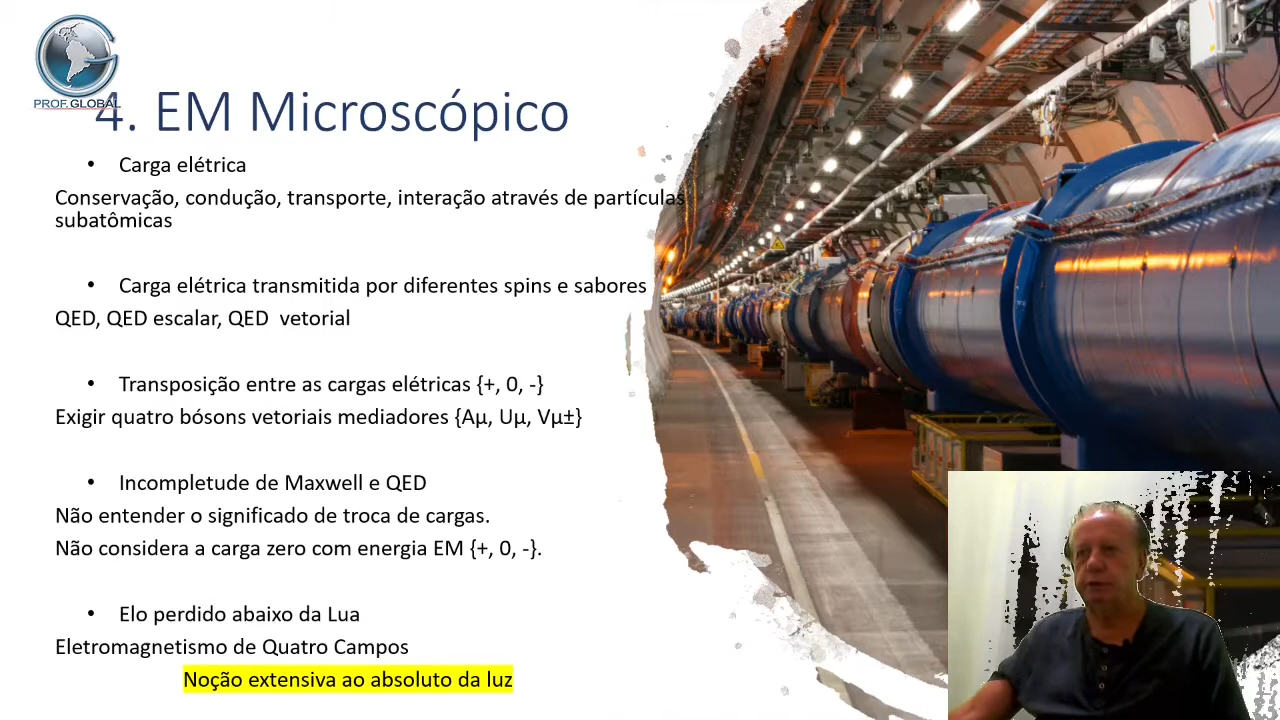 PROF.GLOBAL
4. EM Microscópico
• Carga elétrica
Conservação, condução, transporte, interação através de partículas
subatômicas
• Carga elétrica transmitida por diferentes spins e sabores
QED, QED escalar, QED vetorial
• Transposição entre as cargas elétricas {+, 0, -}
Exigir quatro bósons vetoriais mediadores {Aμ, Uμ, Vμ±}
• Incompletude de Maxwell e QED
Não entender o significado de troca de cargas.
Não considera a carga zero com energia EM {+, 0, -}.
• Elo perdido abaixo da Lua
Eletromagnetismo de Quatro Campos
Noção extensiva ao absoluto da luz